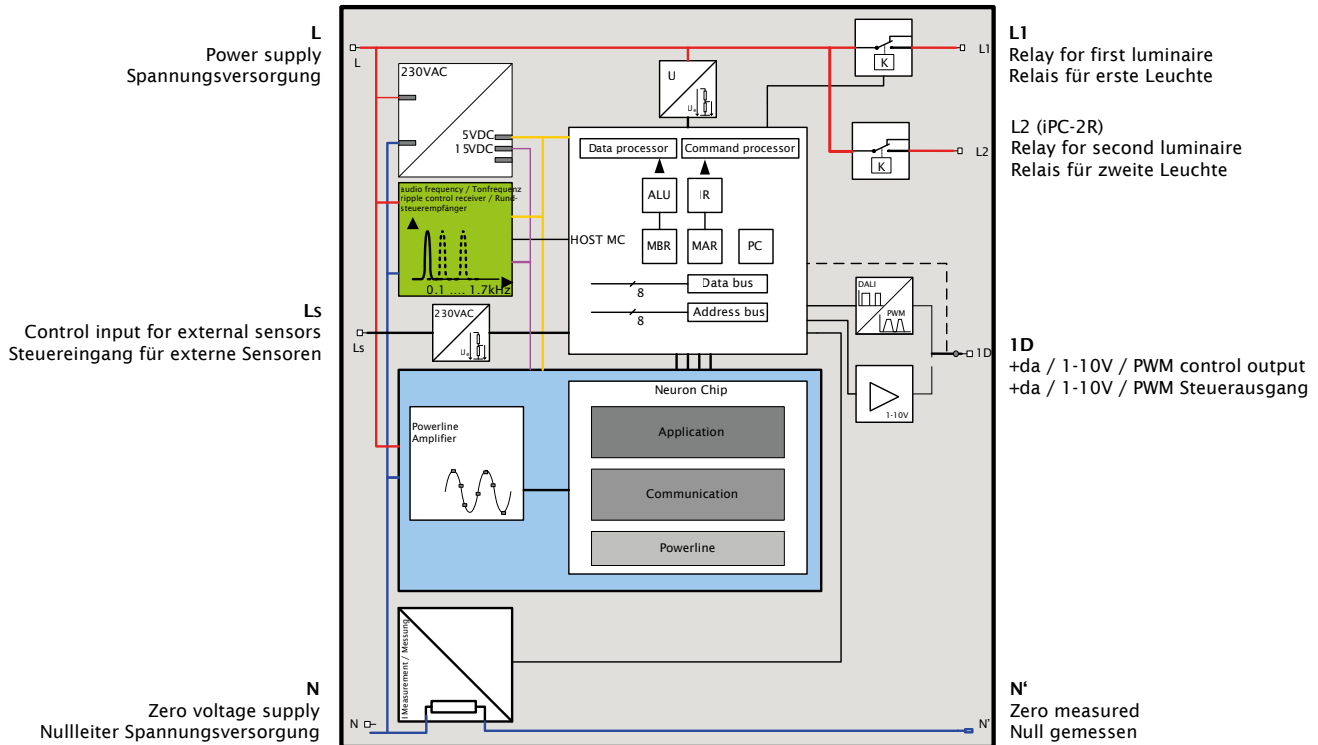 L
Power supply
Spannungsversorgung
Ls
Control input for external sensors
Steuereingang für externe Sensoren
N
Zero voltage supply
Nullleiter Spannungsversorgung
L
230VAC
5VDC
15VDC
audio frequency / Tonfrequenz
ripple control receiver / Rund-
steuerempfänger
0.1 .... 1.7kHz
Ls
230VAC
U
U
Data processor
Command processor
ALU
IR
MBR
MAR
PC
HOST MC
8
Data bus
8
Address bus
Neuron Chip
Application
Communication
Powerline
Powerline
Amplifier
I Measurement / Messung
N
K
L1
K
L2
DALI
PWM
1D
1-10V
N'
L1
Relay for first luminaire
Relais für erste Leuchte
L2 (iPC-2R)
Relay for second luminaire
Relais für zweite Leuchte
1D
+da / 1-10V / PWM control output
+da / 1-10V / PWM Steuerausgang
N‘
Zero measured
Null gemessen